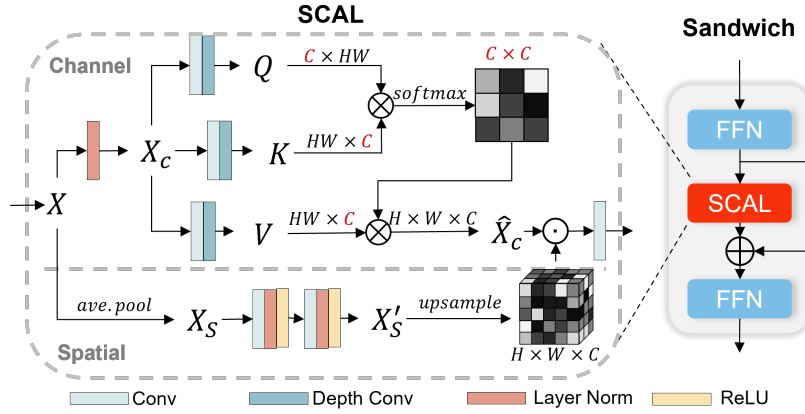 SCAL
Sandwich
Channel
Q
C × HW
C × C
softmax
FFN
X
X_c
K
HW × C
SCAL
V
HW × C
H × W × C
X̂_c
ave.pool
X_S
X′_S
upsample
FFN
Spatial
H × W × C
Conv
Depth Conv
Layer Norm
ReLU